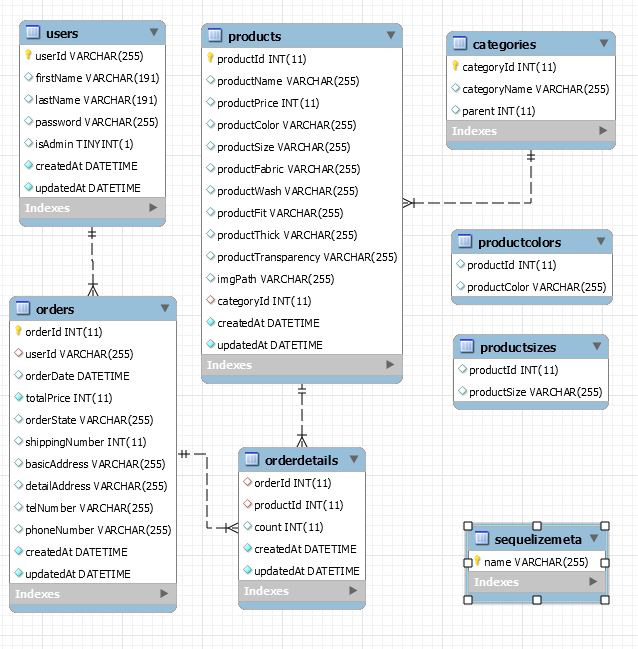 users
userId VARCHAR(255)
firstName VARCHAR(191)
lastName VARCHAR(191)
password VARCHAR(255)
isAdmin TINYINT(1)
createdAt DATETIME
updatedAt DATETIME
Indexes
products
productId INT(11)
productName VARCHAR(255)
productPrice INT(11)
productColor VARCHAR(255)
productSize VARCHAR(255)
productFabric VARCHAR(255)
productWash VARCHAR(255)
productFit VARCHAR(255)
productThick VARCHAR(255)
productTransparency VARCHAR(255)
imgPath VARCHAR(255)
categoryId INT(11)
createdAt DATETIME
updatedAt DATETIME
Indexes
categories
categoryId INT(11)
categoryName VARCHAR(255)
parent INT(11)
Indexes
productcolors
productId INT(11)
productColor VARCHAR(255)
productsizes
productId INT(11)
productSize VARCHAR(255)
orders
orderId INT(11)
userId VARCHAR(255)
orderDate DATETIME
totalPrice INT(11)
orderState VARCHAR(255)
shippingNumber INT(11)
basicAddress VARCHAR(255)
detailAddress VARCHAR(255)
telNumber VARCHAR(255)
phoneNumber VARCHAR(255)
createdAt DATETIME
updatedAt DATETIME
Indexes
orderdetails
orderId INT(11)
productId INT(11)
count INT(11)
createdAt DATETIME
updatedAt DATETIME
Indexes
sequelizemeta
name VARCHAR(255)
Indexes